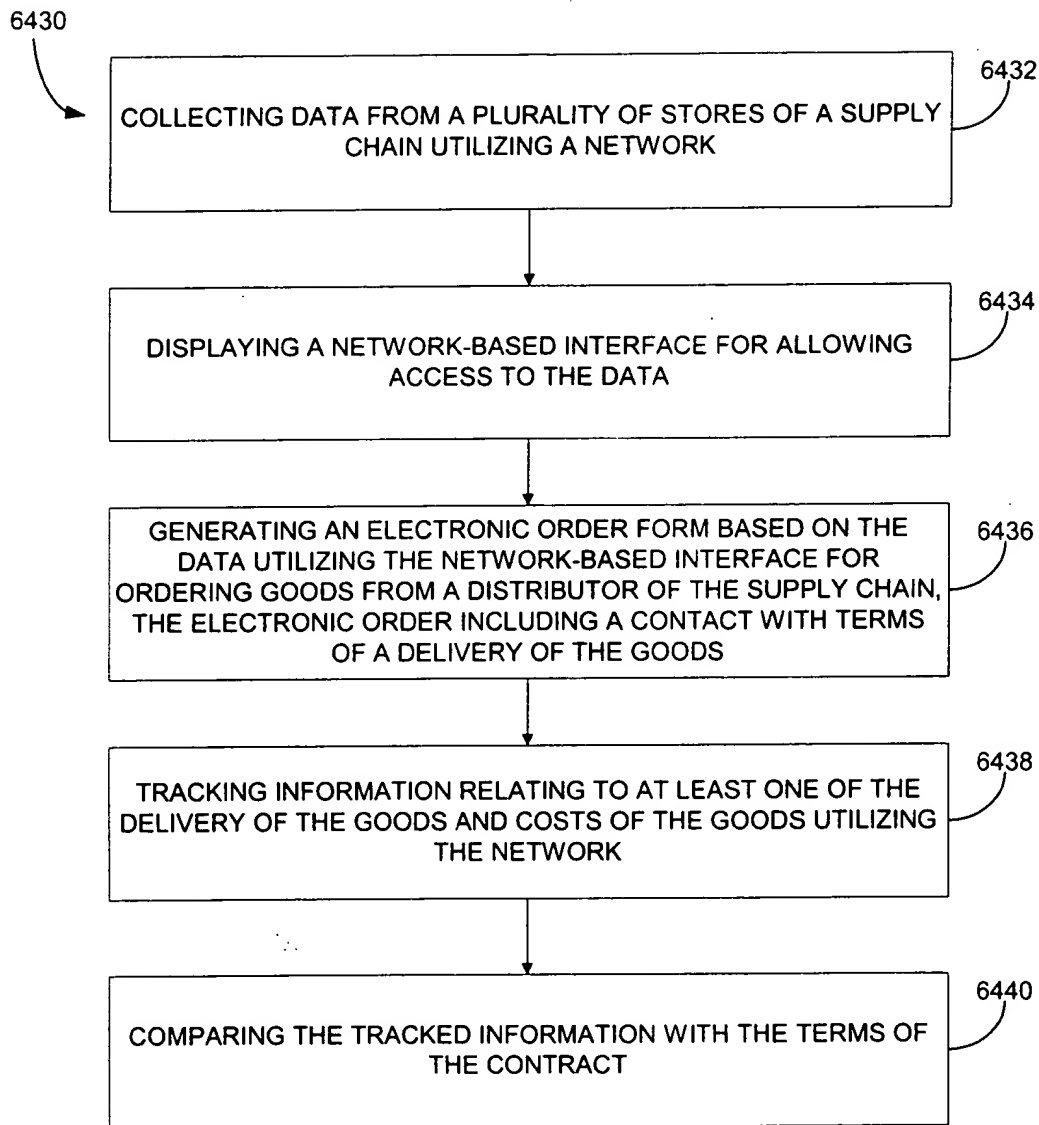 6430
6432
COLLECTING DATA FROM A PLURALITY OF STORES OF A SUPPLY
CHAIN UTILIZING A NETWORK
6434
DISPLAYING A NETWORK-BASED INTERFACE FOR ALLOWING
ACCESS TO THE DATA
6436
GENERATING AN ELECTRONIC ORDER FORM BASED ON THE
DATA UTILIZING THE NETWORK-BASED INTERFACE FOR
ORDERING GOODS FROM A DISTRIBUTOR OF THE SUPPLY CHAIN,
THE ELECTRONIC ORDER INCLUDING A CONTACT WITH TERMS
OF A DELIVERY OF THE GOODS
6438
TRACKING INFORMATION RELATING TO AT LEAST ONE OF THE
DELIVERY OF THE GOODS AND COSTS OF THE GOODS UTILIZING
THE NETWORK
6440
COMPARING THE TRACKED INFORMATION WITH THE TERMS OF
THE CONTRACT